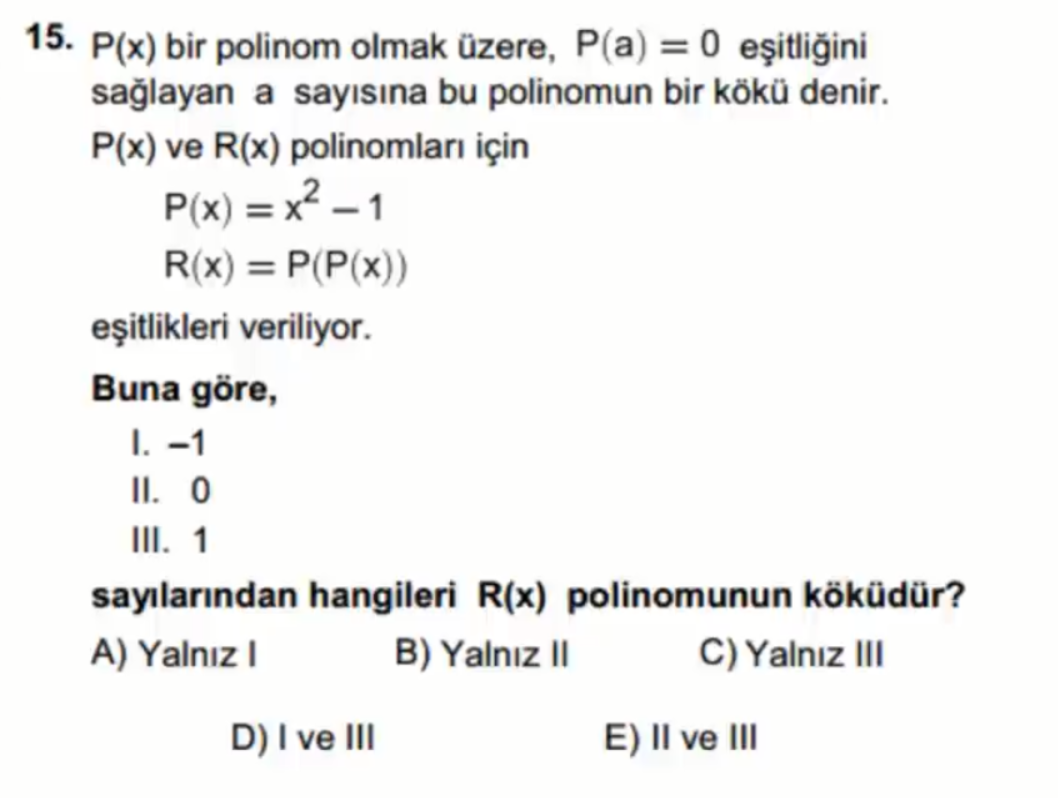 15. P(x) bir polinom olmak üzere, P(a) = 0 eşitliğini
sağlayan a sayısına bu polinomun bir kökü denir.
P(x) ve R(x) polinomları için
P(x) = x² – 1
R(x) = P(P(x))
eşitlikleri veriliyor.
Buna göre,
I. –1
II. 0
III. 1
sayılarından hangileri R(x) polinomunun köküdür?
A) Yalnız I B) Yalnız II C) Yalnız III
D) I ve III E) II ve III